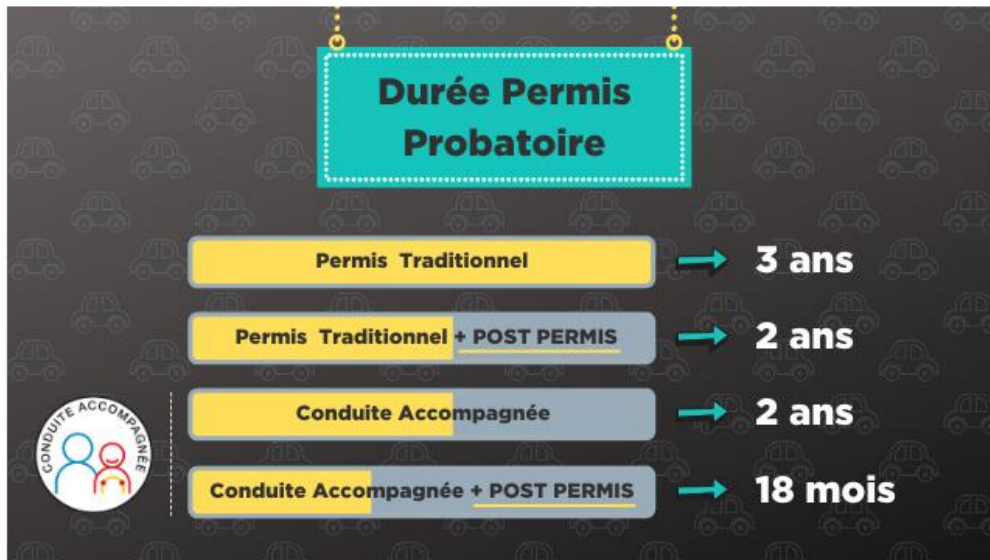 Durée Permis
Probatoire
Permis Traditionnel
3 ans
Permis Traditionnel + POST PERMIS
2 ans
CONDUITE ACCOMPAGNÉE
Conduite Accompagnée
2 ans
Conduite Accompagnée + POST PERMIS
18 mois